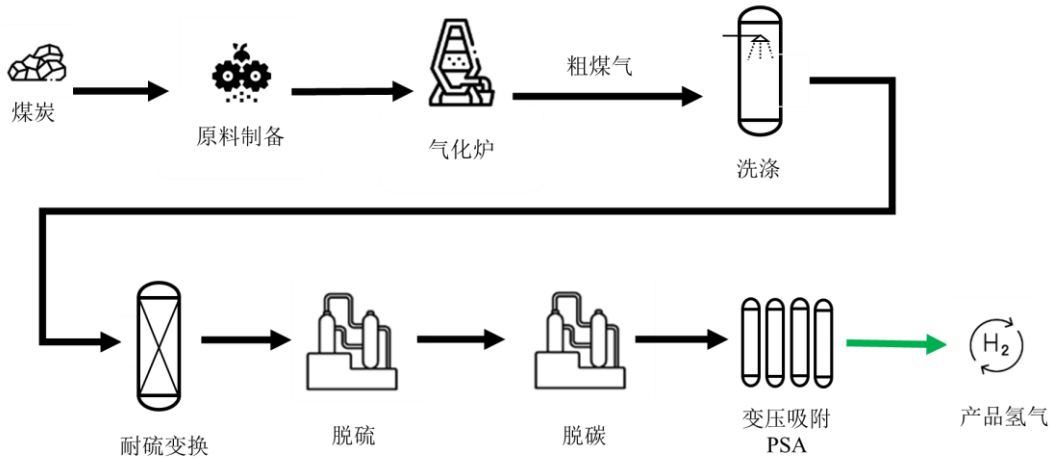 煤炭
原料制备
气化炉
粗煤气
洗涤
耐硫变换
脱硫
脱碳
变压吸附
PSA
H2
产品氢气